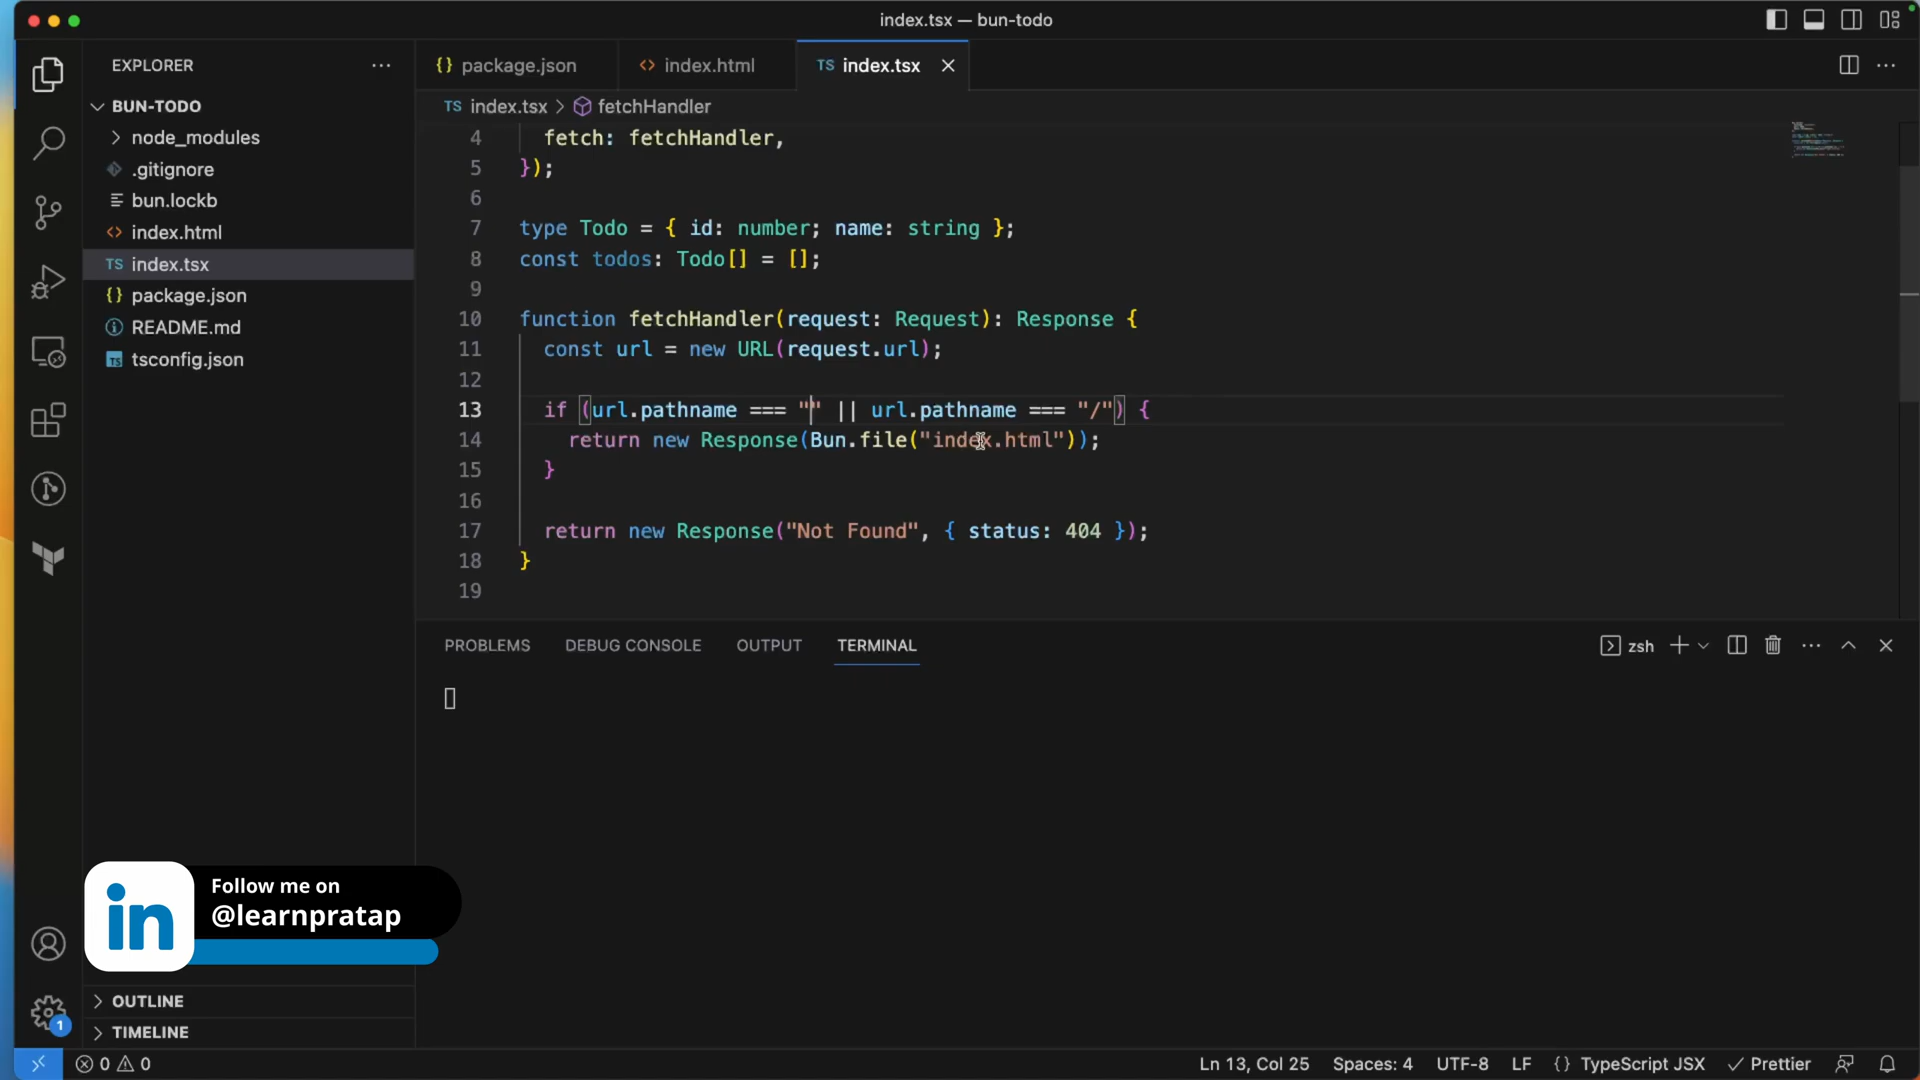 index.tsx — bun-todo
EXPLORER
BUN-TODO
node_modules
.gitignore
bun.lockb
index.html
index.tsx
package.json
README.md
tsconfig.json
OUTLINE
TIMELINE
{} package.json
<> index.html
TS index.tsx
TS index.tsx > fetchHandler
4 fetch: fetchHandler,
5 });
6
7 type Todo = { id: number; name: string };
8 const todos: Todo[] = [];
9
10 function fetchHandler(request: Request): Response {
11 const url = new URL(request.url);
12
13 if (url.pathname === "" || url.pathname === "/") {
14 return new Response(Bun.file("index.html"));
15 }
16
17 return new Response("Not Found", { status: 404 });
18 }
19
PROBLEMS DEBUG CONSOLE OUTPUT TERMINAL
zsh
Follow me on
@learnpratap
in
1
0 0
Ln 13, Col 25 Spaces: 4 UTF-8 LF {} TypeScript JSX Prettier